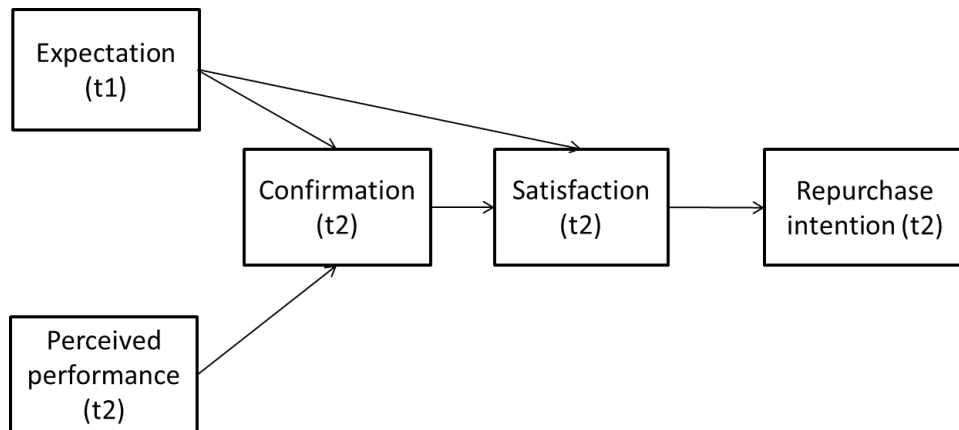 Expectation
(t1)
Confirmation
(t2)
Satisfaction
(t2)
Repurchase
intention (t2)
Perceived
performance
(t2)